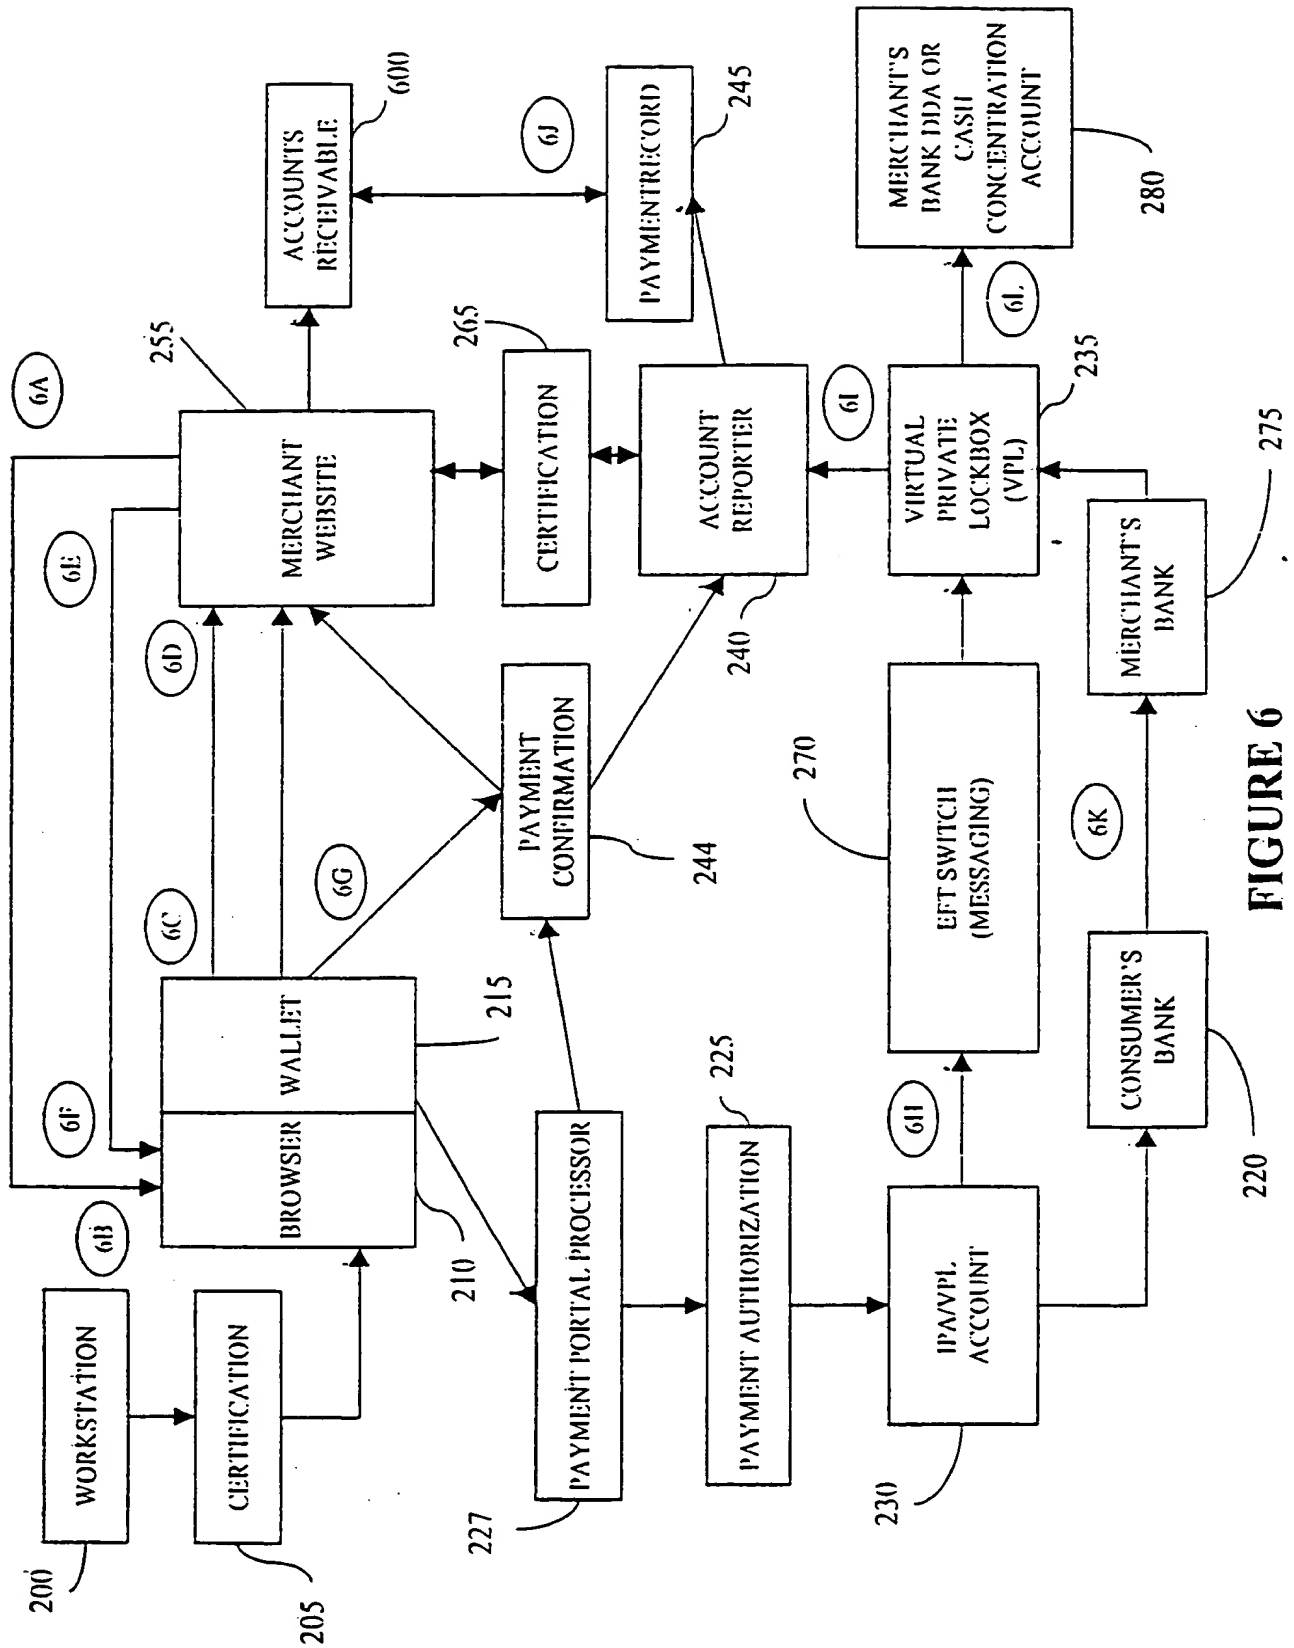 200
WORKSTATION
205
CERTIFICATION
6B
6F
6E
6A
BROWSER
WALLET
210
215
6C
6D
6G
MERCHANT
WEBSITE
255
ACCOUNTS
RECEIVABLE
600
PAYMENT
CONFIRMATION
244
CERTIFICATION
265
6J
PAYMENTRECORD
245
227
PAYMENT PORTAL PROCESSOR
PAYMENT AUTHORIZATION
225
ACCOUNT
REPORTER
240
6I
230
IPA/VPL
ACCOUNT
6H
EFT SWITCH
(MESSAGING)
270
VIRTUAL
PRIVATE
LOCKBOX
(VPL)
235
6L
MERCHANT'S
BANK DDA OR
CASH
CONCENTRATION
ACCOUNT
280
CONSUMER'S
BANK
220
6K
MERCHANT'S
BANK
275
FIGURE 6